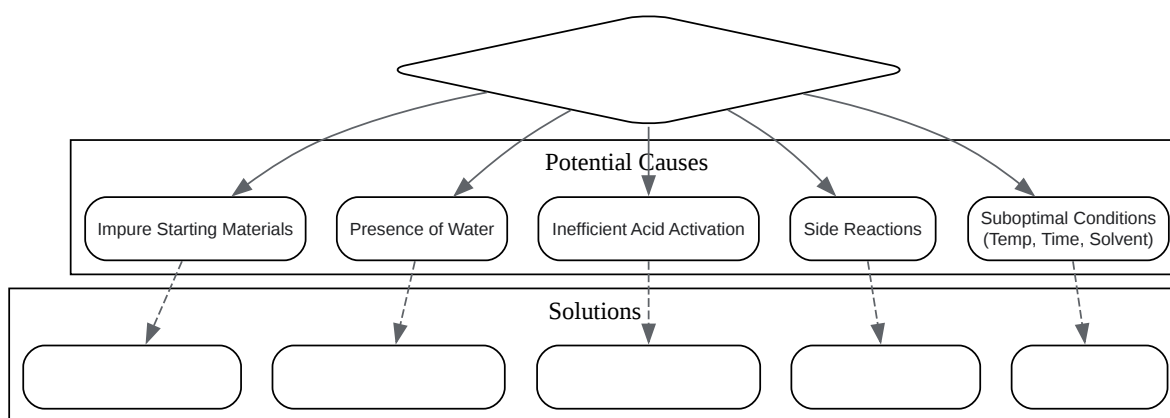 Potential Causes
Impure Starting Materials
Presence of Water
Inefficient Acid Activation
Side Reactions
Suboptimal Conditions
(Temp, Time, Solvent)
Solutions